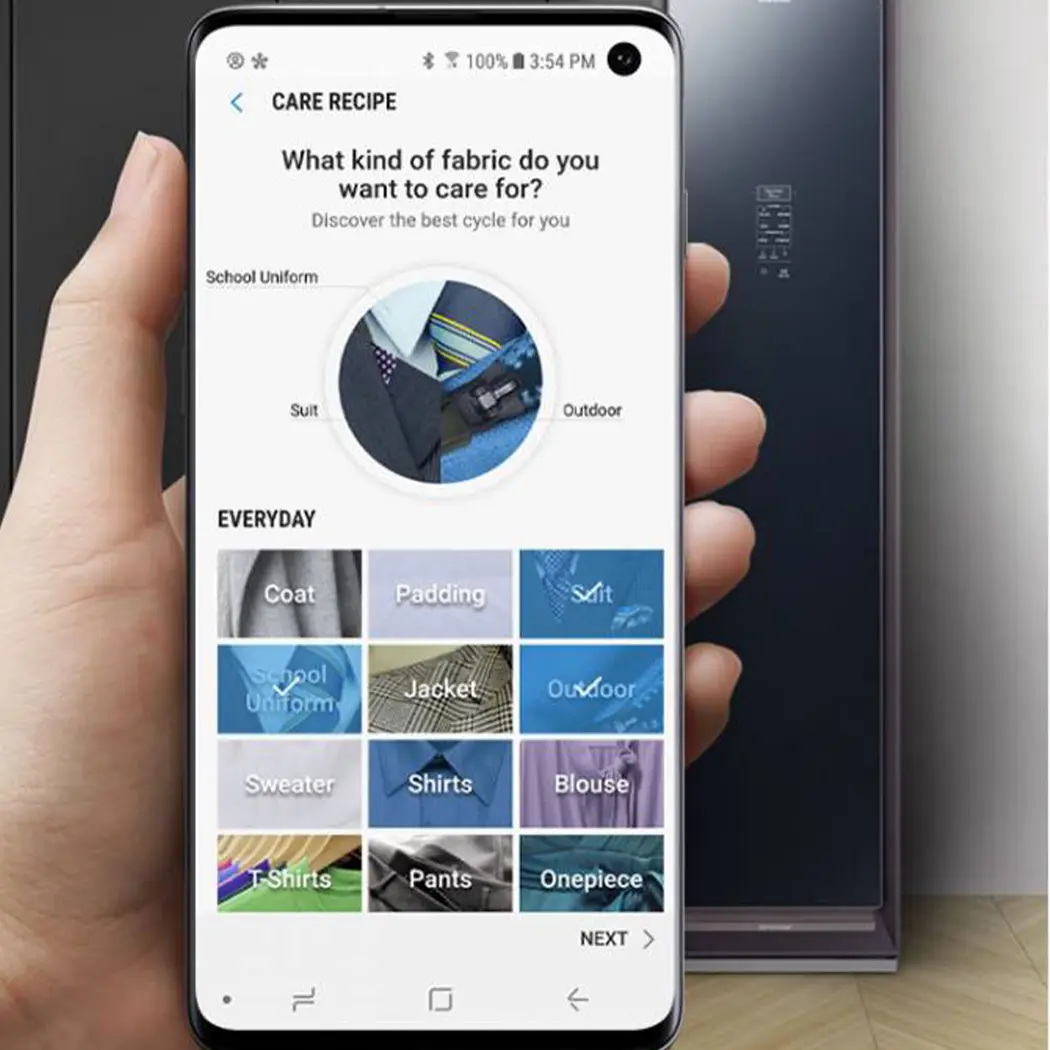 100% 3:54 PM
CARE RECIPE
What kind of fabric do you
want to care for?
Discover the best cycle for you
School Uniform
Suit
Outdoor
EVERYDAY
Coat
Padding
Suit
School
Uniform
Jacket
Outdoor
Sweater
Shirts
Blouse
T-Shirts
Pants
Onepiece
NEXT